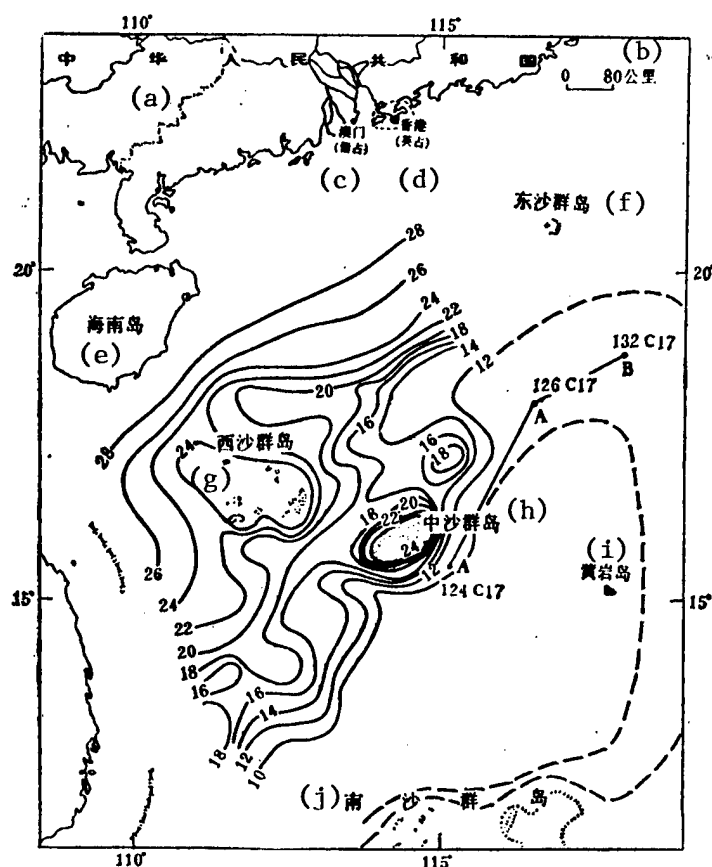 110° 115°
中 华 民 共 和 国 (b)
0 80公里
(a)
澳门 香港
(葡占) (英占)
(c) (d)
东沙群岛 (f)
28
20° 20°
26
24
海南岛 22
18
14
(e) 12 132 C17
B
20 126 C17
A
16 16
24 西沙群岛 18
28 (g)
18 22 20 中沙群岛 (h)
24 (i)
26 12 A 黄岩岛
15° 124 C17 15°
24
22
20
18
16 16
14
18 12 10
(j) 南 沙 群 岛
110° 115°